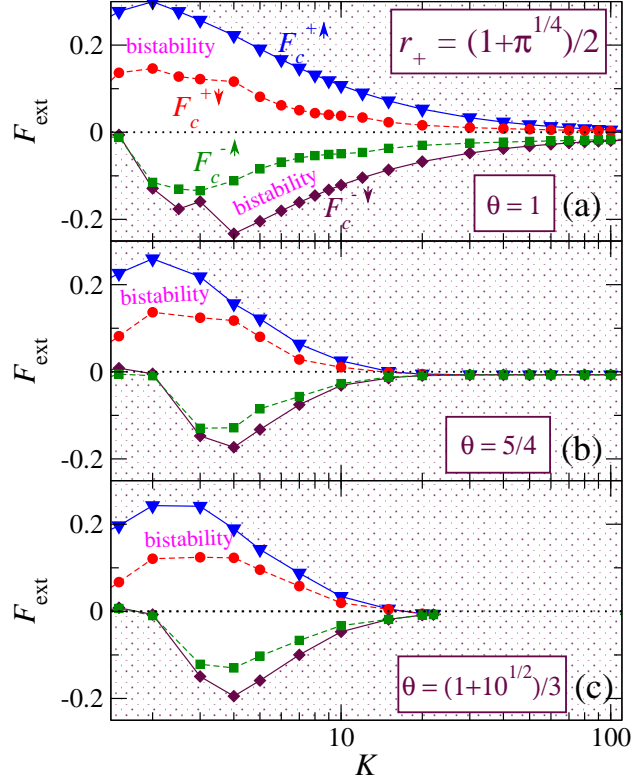 0.2
0
-0.2
F_ext
bistability
F_c^+↑
r_+ = (1+π^{1/4})/2
F_c^+↓
F_c^-↑
bistability
F_c^-↓
θ = 1
(a)
0.2
0
-0.2
F_ext
bistability
θ = 5/4
(b)
0.2
0
-0.2
F_ext
bistability
θ = (1+10^{1/2})/3
(c)
10
100
K